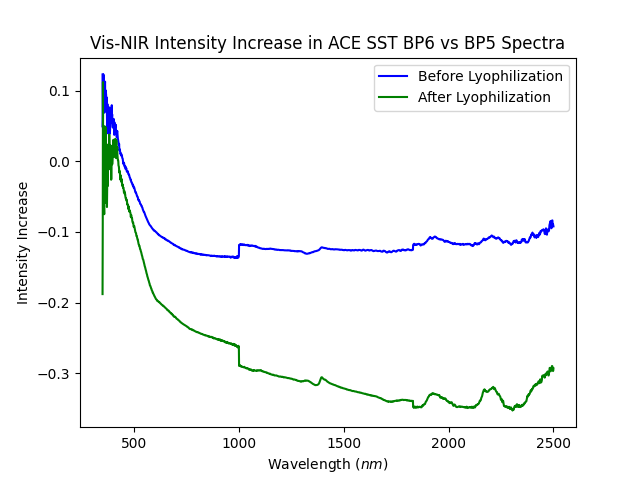 Vis-NIR Intensity Increase in ACE SST BP6 vs BP5 Spectra
Before Lyophilization
After Lyophilization
Intensity Increase
0.1
0.0
−0.1
−0.2
−0.3
500
1000
1500
2000
2500
Wavelength (nm)